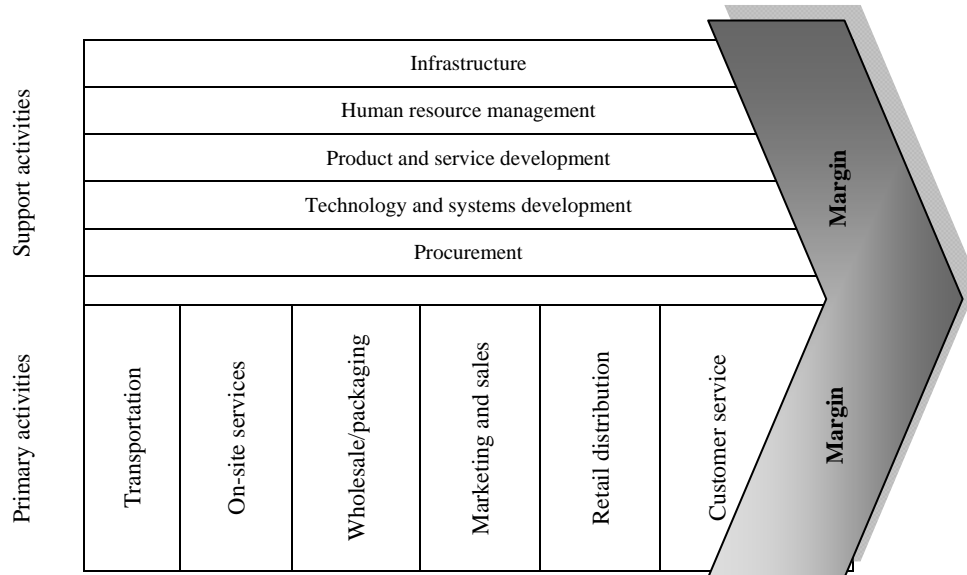 Support activities
Infrastructure
Human resource management
Product and service development
Technology and systems development
Procurement
Margin
Primary activities
Transportation
On-site services
Wholesale/packaging
Marketing and sales
Retail distribution
Customer service
Margin